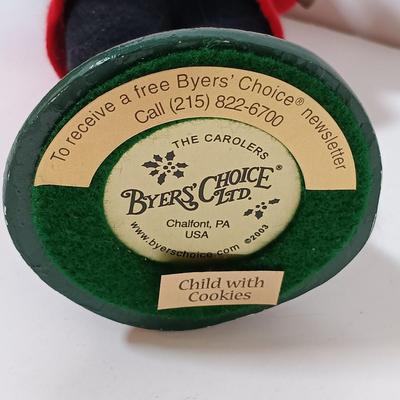 To receive a free Byers' Choice® newsletter
Call (215) 822-6700
THE CAROLERS®
BYERS' CHOICE LTD.®
Chalfont, PA
USA
www.byerschoice.com ©2003
Child with
Cookies